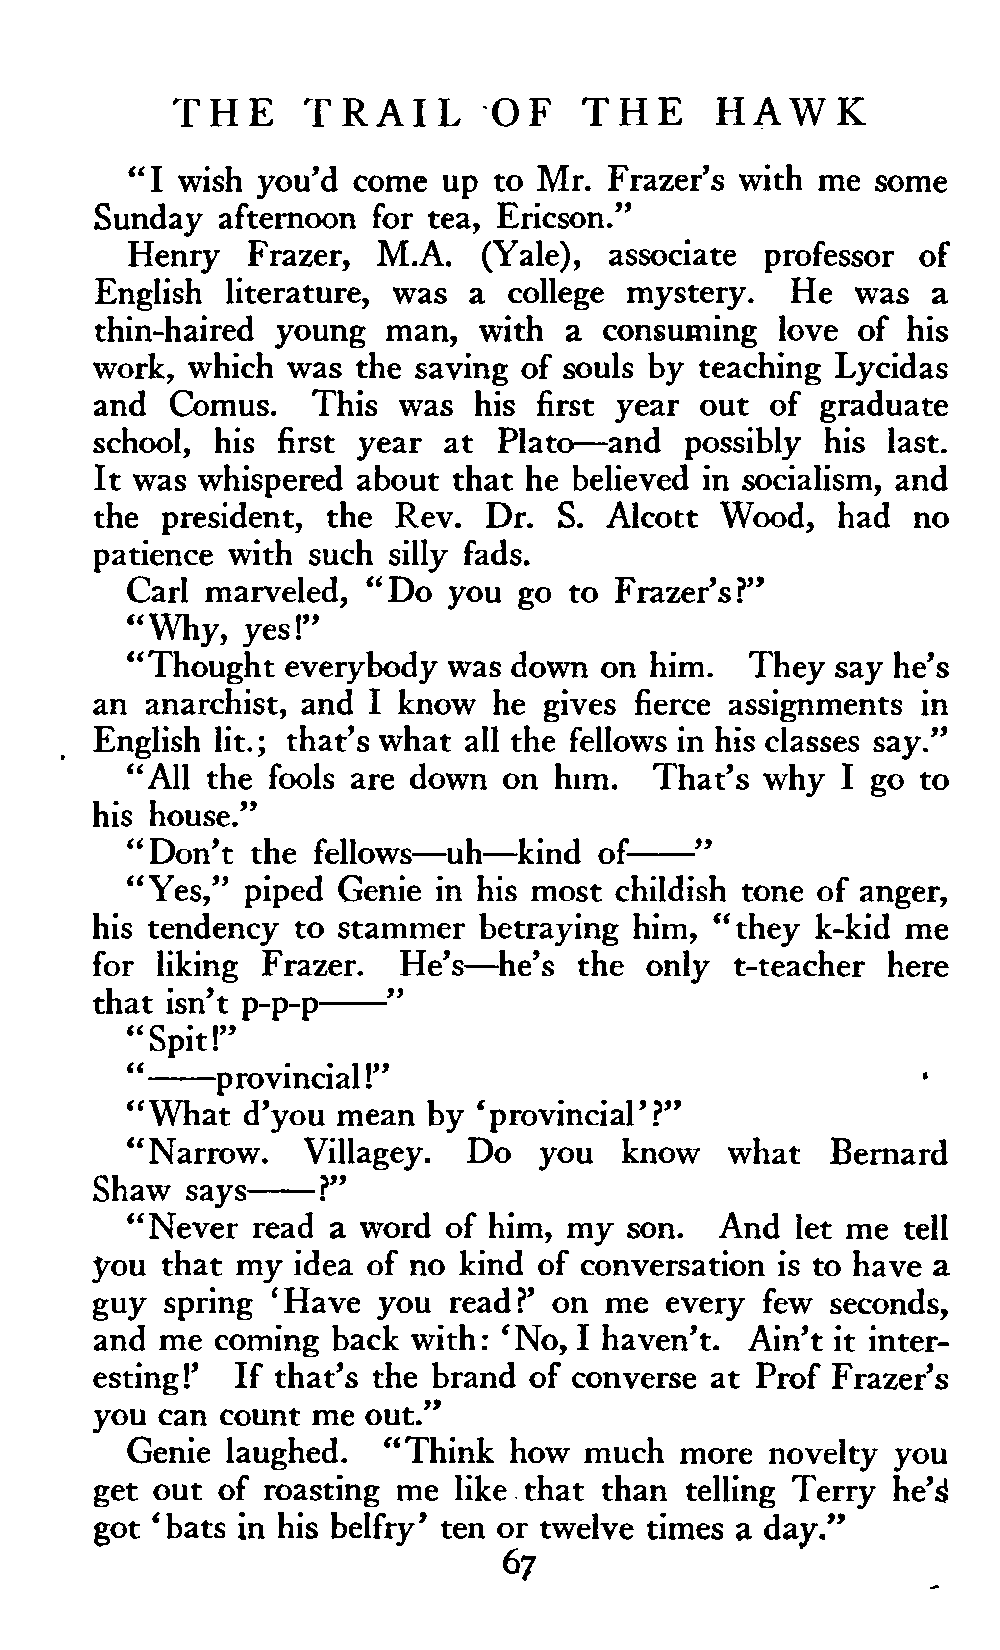 THE TRAIL OF THE HAWK
"I wish you'd come up to Mr. Frazer's with me some
Sunday afternoon for tea, Ericson."
Henry Frazer, M.A. (Yale), associate professor of
English literature, was a college mystery. He was a
thin-haired young man, with a consuming love of his
work, which was the saving of souls by teaching Lycidas
and Comus. This was his first year out of graduate
school, his first year at Plato—and possibly his last.
It was whispered about that he believed in socialism, and
the president, the Rev. Dr. S. Alcott Wood, had no
patience with such silly fads.
Carl marveled, "Do you go to Frazer's?"
"Why, yes!"
"Thought everybody was down on him. They say he's
an anarchist, and I know he gives fierce assignments in
English lit.; that's what all the fellows in his classes say."
"All the fools are down on him. That's why I go to
his house."
"Don't the fellows—uh—kind of——"
"Yes," piped Genie in his most childish tone of anger,
his tendency to stammer betraying him, "they k-kid me
for liking Frazer. He's—he's the only t-teacher here
that isn't p-p-p——"
"Spit!"
"——provincial!"
"What d'you mean by 'provincial'?"
"Narrow. Villagey. Do you know what Bernard
Shaw says——?"
"Never read a word of him, my son. And let me tell
you that my idea of no kind of conversation is to have a
guy spring 'Have you read?' on me every few seconds,
and me coming back with: 'No, I haven't. Ain't it inter-
esting!' If that's the brand of converse at Prof Frazer's
you can count me out."
Genie laughed. "Think how much more novelty you
get out of roasting me like that than telling Terry he's
got 'bats in his belfry' ten or twelve times a day."
67